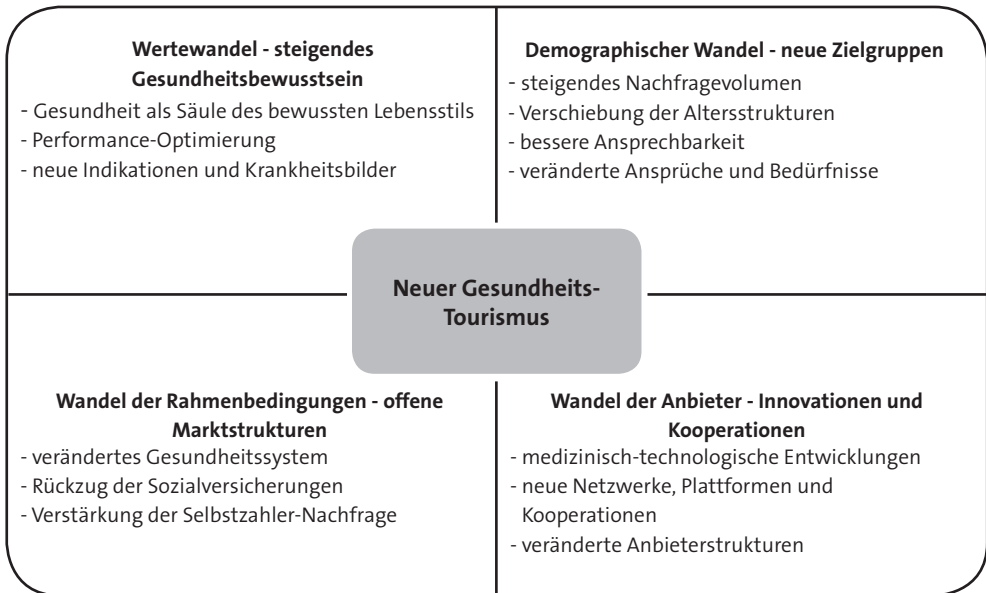 Wertewandel - steigendes
Gesundheitsbewusstsein
- Gesundheit als Säule des bewussten Lebensstils
- Performance-Optimierung
- neue Indikationen und Krankheitsbilder
Demographischer Wandel - neue Zielgruppen
- steigendes Nachfragevolumen
- Verschiebung der Altersstrukturen
- bessere Ansprechbarkeit
- veränderte Ansprüche und Bedürfnisse
Neuer Gesundheits-
Tourismus
Wandel der Rahmenbedingungen - offene
Marktstrukturen
- verändertes Gesundheitssystem
- Rückzug der Sozialversicherungen
- Verstärkung der Selbstzahler-Nachfrage
Wandel der Anbieter - Innovationen und
Kooperationen
- medizinisch-technologische Entwicklungen
- neue Netzwerke, Plattformen und
Kooperationen
- veränderte Anbieterstrukturen